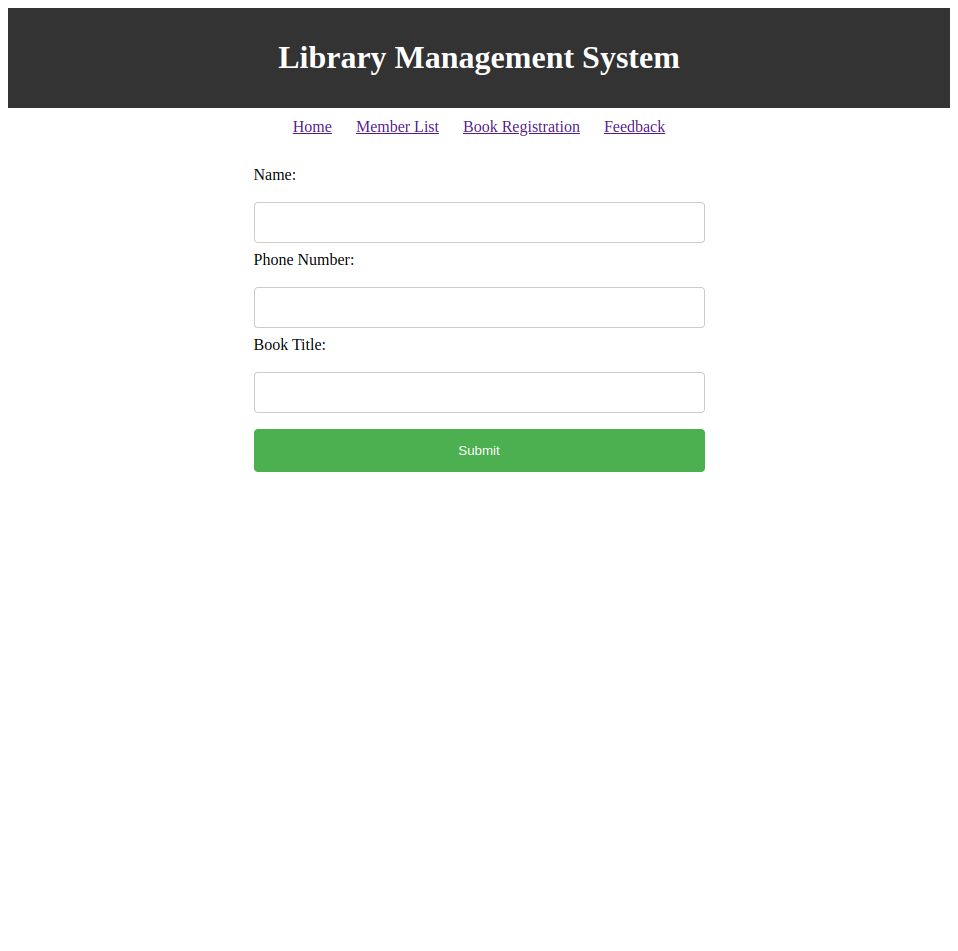 Library Management System
Home Member List Book Registration Feedback
Name:
Phone Number:
Book Title:
Submit